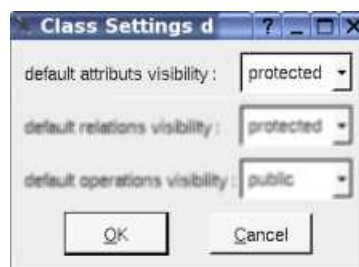 Class Settings d
default attributs visibility : protected
default relations visibility : protected
default operations visibility : public
OK Cancel